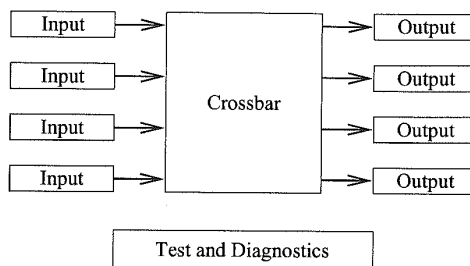 Input
Output
Input
Output
Crossbar
Input
Output
Input
Output
Test and Diagnostics